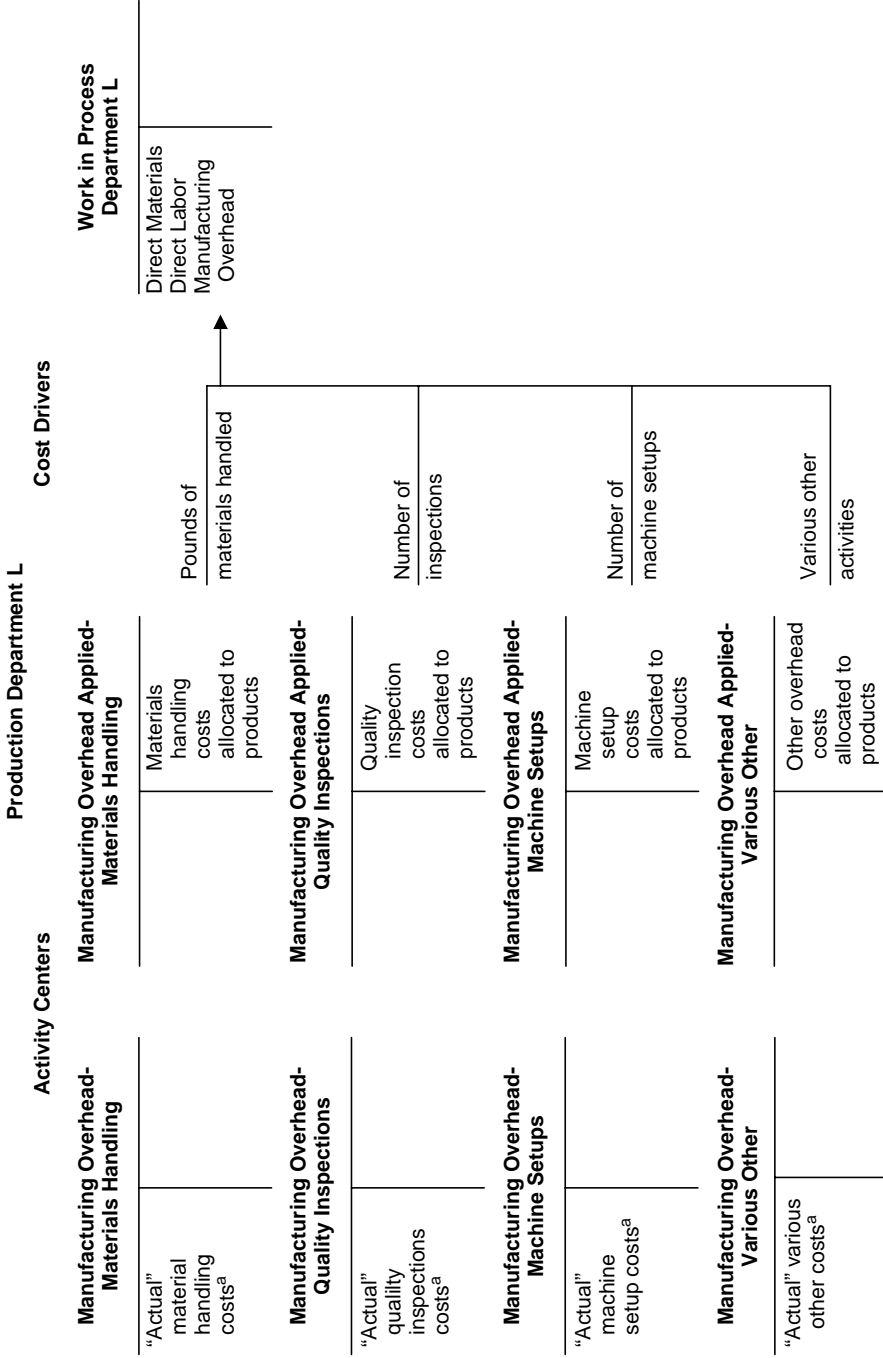 Production Department L
Activity Centers
Cost Drivers
Manufacturing Overhead-
Materials Handling
"Actual"
material
handling
costsᵃ
Manufacturing Overhead Applied-
Materials Handling
Materials
handling
costs
allocated to
products
Pounds of
materials handled
Work in Process
Department L
Direct Materials
Direct Labor
Manufacturing
Overhead
Manufacturing Overhead-
Quality Inspections
"Actual"
qualilty
inspections
costsᵃ
Manufacturing Overhead Applied-
Quality Inspections
Quality
inspection
costs
allocated to
products
Number of
inspections
Manufacturing Overhead-
Machine Setups
"Actual"
machine
setup costsᵃ
Manufacturing Overhead Applied-
Machine Setups
Machine
setup
costs
allocated to
products
Number of
machine setups
Manufacturing Overhead-
Various Other
"Actual" various
other costsᵃ
Manufacturing Overhead Applied-
Various Other
Other overhead
costs
allocated to
products
Various other
activities